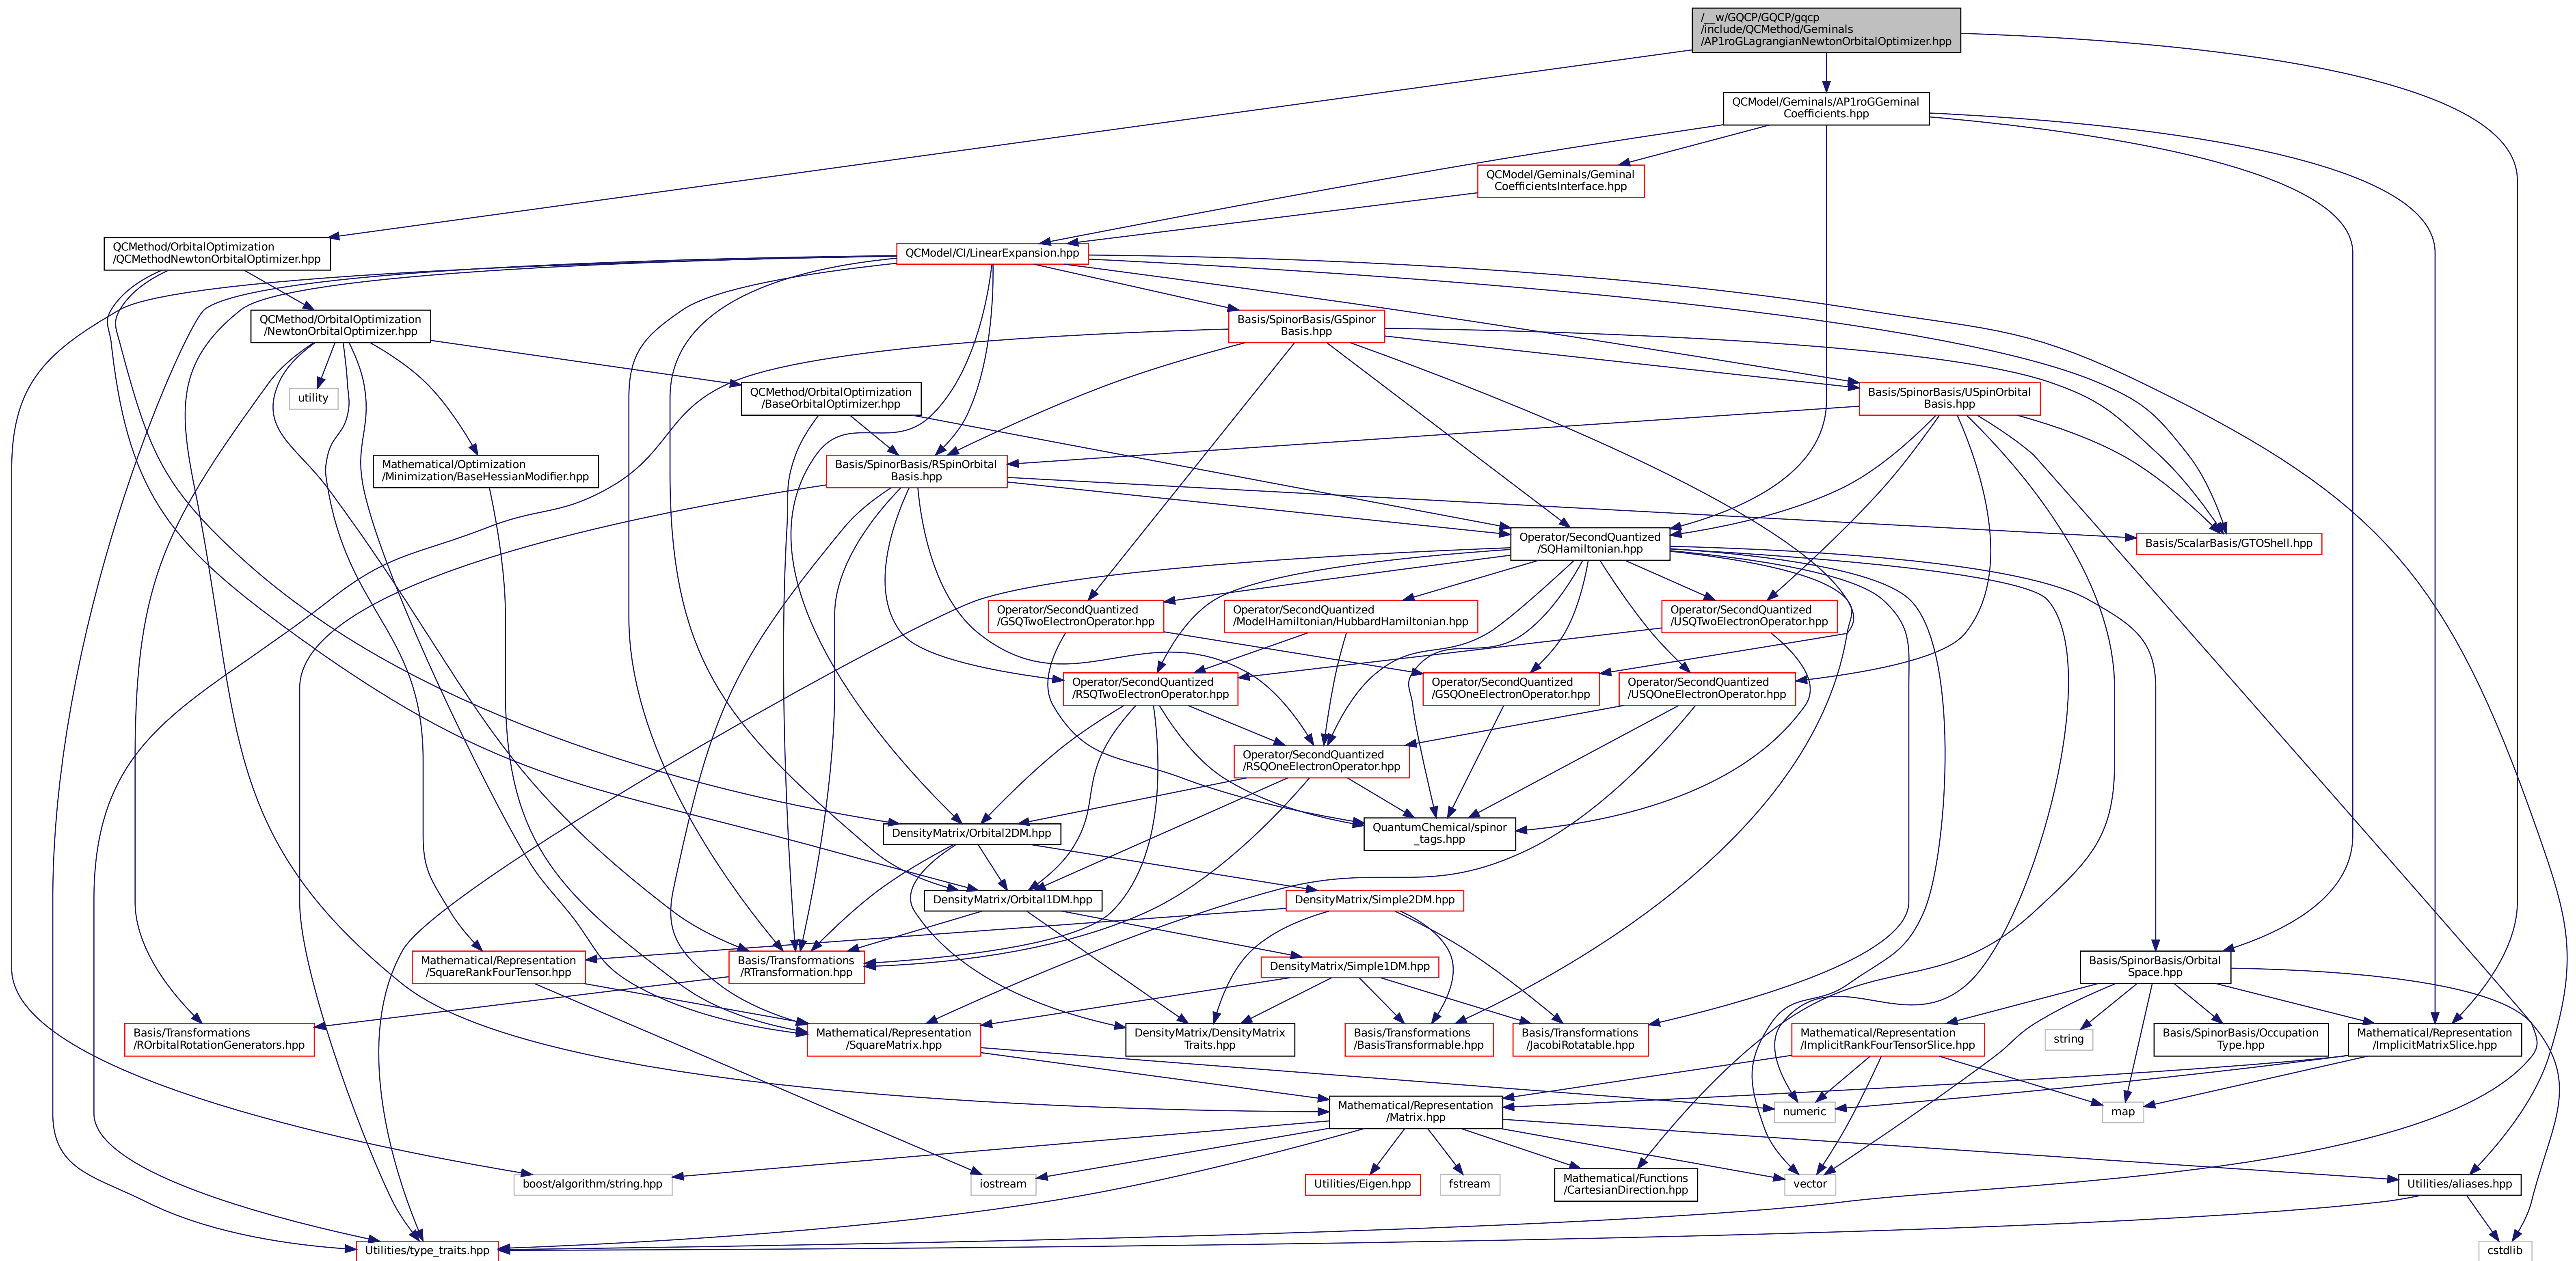 /__w/GQCP/GQCP/gqcp
/include/QCMethod/Geminals
/AP1roGLagrangianNewtonOrbitalOptimizer.hpp
QCModel/Geminals/AP1roGGeminal
Coefficients.hpp
QCModel/Geminals/Geminal
CoefficientsInterface.hpp
QCMethod/OrbitalOptimization
/QCMethodNewtonOrbitalOptimizer.hpp
QCModel/CI/LinearExpansion.hpp
QCMethod/OrbitalOptimization
/NewtonOrbitalOptimizer.hpp
Basis/SpinorBasis/GSpinor
Basis.hpp
utility
QCMethod/OrbitalOptimization
/BaseOrbitalOptimizer.hpp
Basis/SpinorBasis/USpinOrbital
Basis.hpp
Mathematical/Optimization
/Minimization/BaseHessianModifier.hpp
Basis/SpinorBasis/RSpinOrbital
Basis.hpp
Operator/SecondQuantized
/SQHamiltonian.hpp
Basis/ScalarBasis/GTOShell.hpp
Operator/SecondQuantized
/GSQTwoElectronOperator.hpp
Operator/SecondQuantized
/ModelHamiltonian/HubbardHamiltonian.hpp
Operator/SecondQuantized
/USQTwoElectronOperator.hpp
Operator/SecondQuantized
/RSQTwoElectronOperator.hpp
Operator/SecondQuantized
/GSQOneElectronOperator.hpp
Operator/SecondQuantized
/USQOneElectronOperator.hpp
Operator/SecondQuantized
/RSQOneElectronOperator.hpp
DensityMatrix/Orbital2DM.hpp
QuantumChemical/spinor
_tags.hpp
DensityMatrix/Orbital1DM.hpp
DensityMatrix/Simple2DM.hpp
Mathematical/Representation
/SquareRankFourTensor.hpp
Basis/Transformations
/RTransformation.hpp
DensityMatrix/Simple1DM.hpp
Basis/SpinorBasis/Orbital
Space.hpp
Basis/Transformations
/ROrbitalRotationGenerators.hpp
Mathematical/Representation
/SquareMatrix.hpp
DensityMatrix/DensityMatrix
Traits.hpp
Basis/Transformations
/BasisTransformable.hpp
Basis/Transformations
/JacobiRotatable.hpp
Mathematical/Representation
/ImplicitRankFourTensorSlice.hpp
string
Basis/SpinorBasis/Occupation
Type.hpp
Mathematical/Representation
/ImplicitMatrixSlice.hpp
Mathematical/Representation
/Matrix.hpp
numeric
map
boost/algorithm/string.hpp
iostream
Utilities/Eigen.hpp
fstream
Mathematical/Functions
/CartesianDirection.hpp
vector
Utilities/aliases.hpp
Utilities/type_traits.hpp
cstdlib